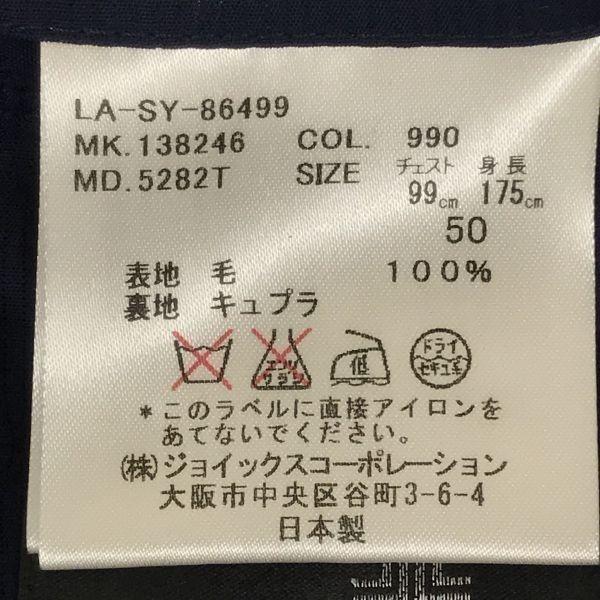 LA-SY-86499
MK.138246 COL. 990
MD.5282T SIZE チェスト 身長
99cm 175cm
50
表地 毛 100%
裏地 キュプラ
エンソ サラシ 低 ドライ セキユ系
*このラベルに直接アイロンを
あてないでください。
(株)ジョイックスコーポレーション
大阪市中央区谷町3-6-4
日本製